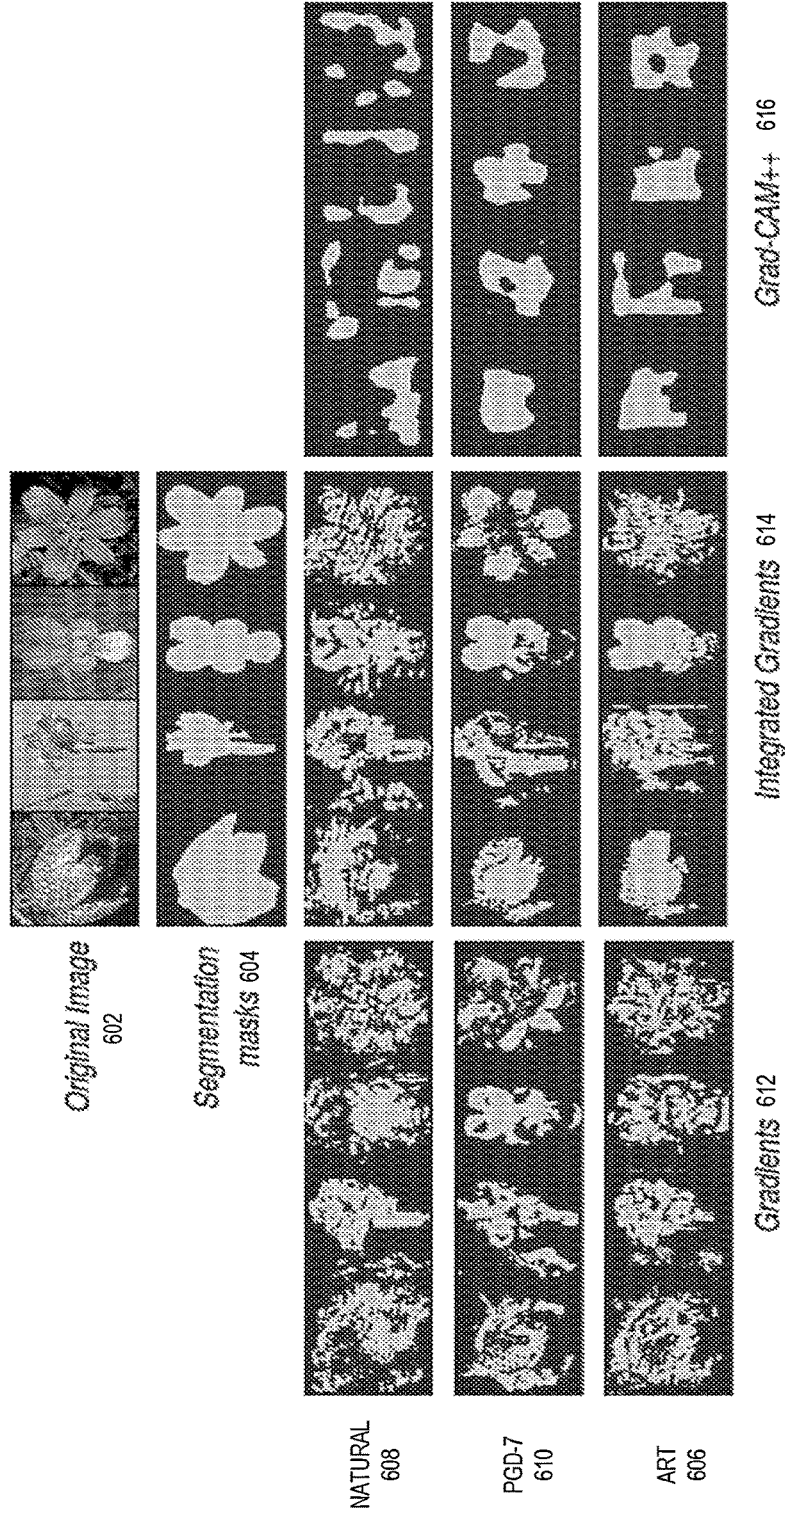 Original Image
602
Segmentation
masks 604
NATURAL
608
PGD-7
610
ART
606
Gradients 612
Integrated Gradients 614
Grad-CAM++ 616